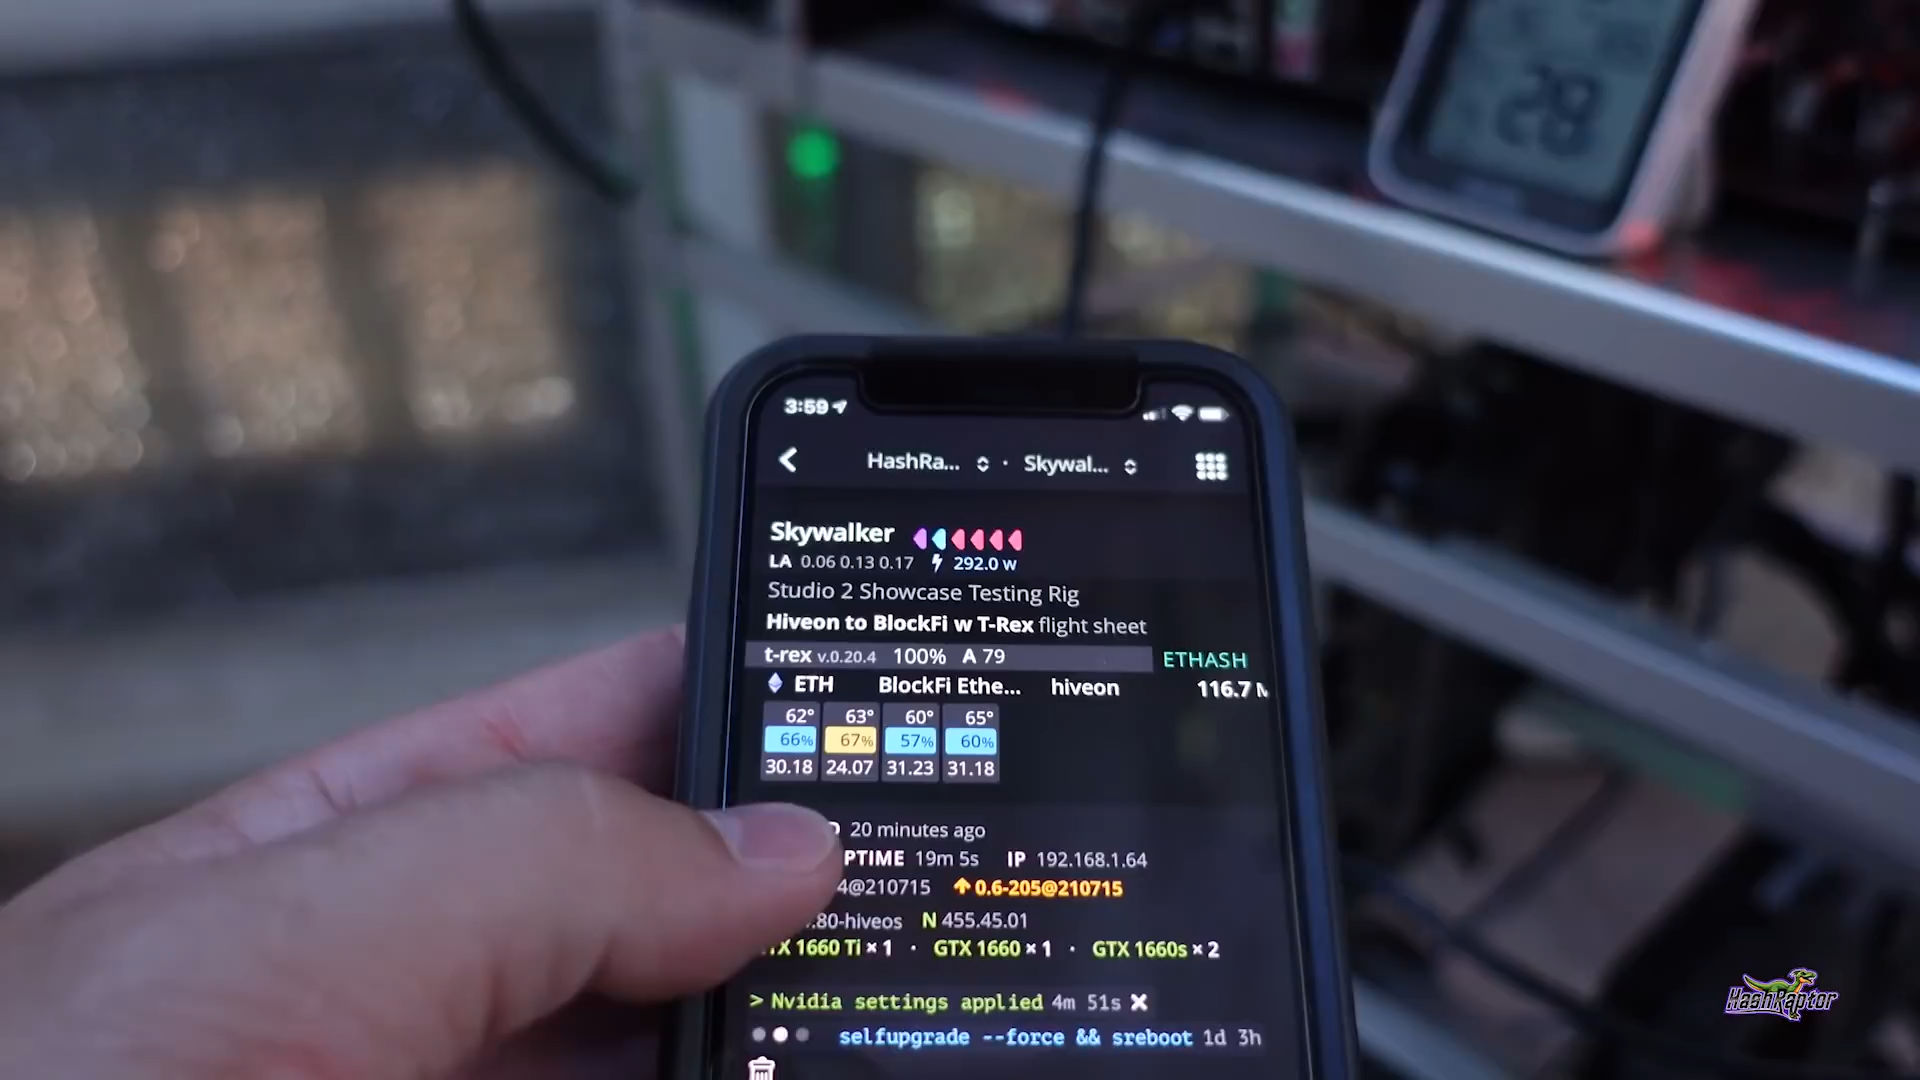 28
3:59
HashRa... · Skywal...
Skywalker
LA 0.06 0.13 0.17 292.0 w
Studio 2 Showcase Testing Rig
Hiveon to BlockFi w T-Rex flight sheet
t-rex v.0.20.4 100% A 79 ETHASH
ETH BlockFi Ethe... hiveon 116.7 M
62° 63° 60° 65°
66% 67% 57% 60%
30.18 24.07 31.23 31.18
20 minutes ago
PTIME 19m 5s IP 192.168.1.64
4@210715 0.6-205@210715
.80-hiveos N 455.45.01
TX 1660 Ti × 1 · GTX 1660 × 1 · GTX 1660s × 2
> Nvidia settings applied 4m 51s ×
selfupgrade --force && sreboot 1d 3h
HashRaptor